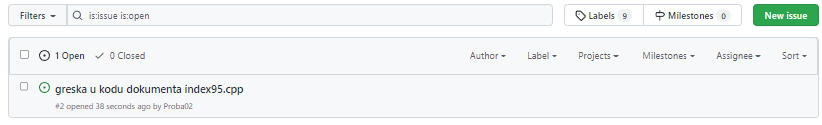 Filters is:issue is:open Labels 9 Milestones 0 New issue
1 Open 0 Closed Author Label Projects Milestones Assignee Sort
greska u kodu dokumenta index95.cpp
#2 opened 38 seconds ago by Proba02